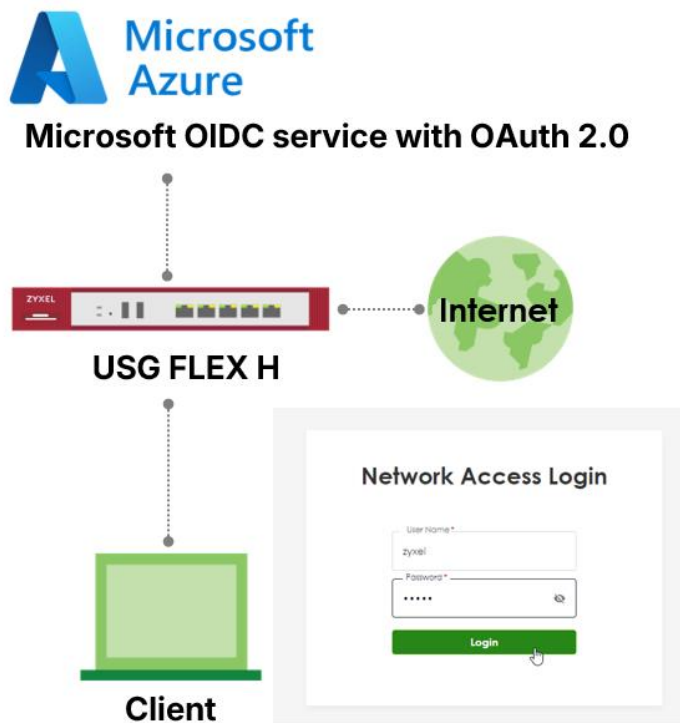 Microsoft
Azure
Microsoft OIDC service with OAuth 2.0
ZYXEL
Internet
USG FLEX H
Network Access Login
User Name*
zyxel
Password*
•••••
Login
Client